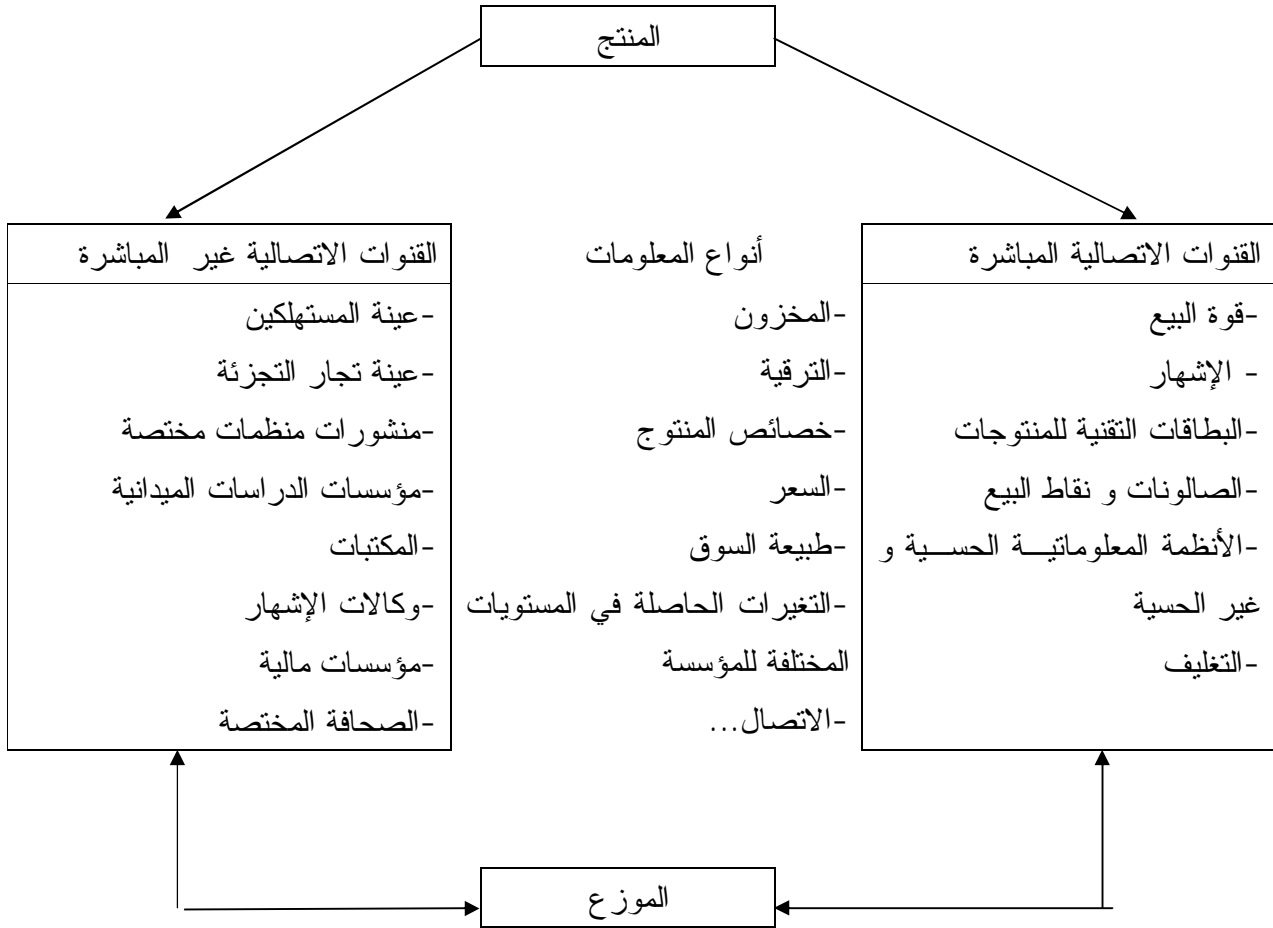 المنتج
القنوات الاتصالية المباشرة
-قوة البيع
- الإشهار
-البطاقات التقنية للمنتوجات
-الصالونات و نقاط البيع
-الأنظمة المعلوماتيـــة الحســـية و
غير الحسية
-التغليف
أنواع المعلومات
-المخزون
-الترقية
-خصائص المنتوج
-السعر
-طبيعة السوق
-التغيرات الحاصلة في المستويات
المختلفة للمؤسسة
-الاتصال...
القنوات الاتصالية غير المباشرة
-عينة المستهلكين
-عينة تجار التجزئة
-منشورات منظمات مختصة
-مؤسسات الدراسات الميدانية
-المكتبات
-وكالات الإشهار
-مؤسسات مالية
-الصحافة المختصة
الموزع